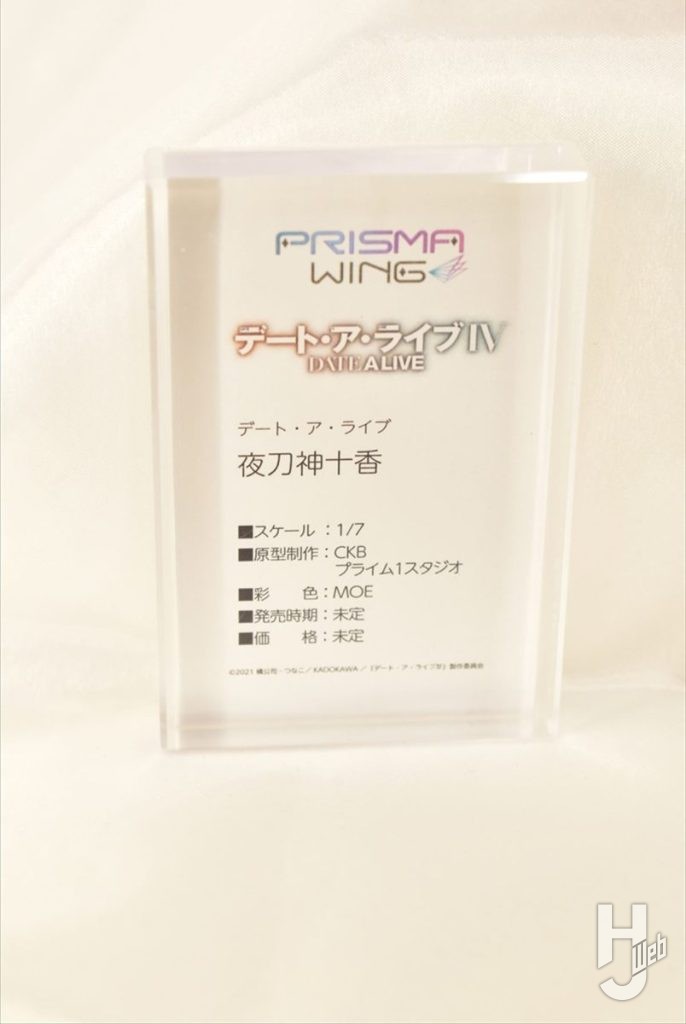 PRISMA
WING
デート・ア・ライブIV
DATE A LIVE
デート・ア・ライブ
夜刀神十香
■スケール：1/7
■原型制作：CKB
プライム1スタジオ
■彩　　色：MOE
■発売時期：未定
■価　　格：未定
©2021 橘公司・つなこ／KADOKAWA／「デート・ア・ライブⅣ」製作委員会
HJ Web